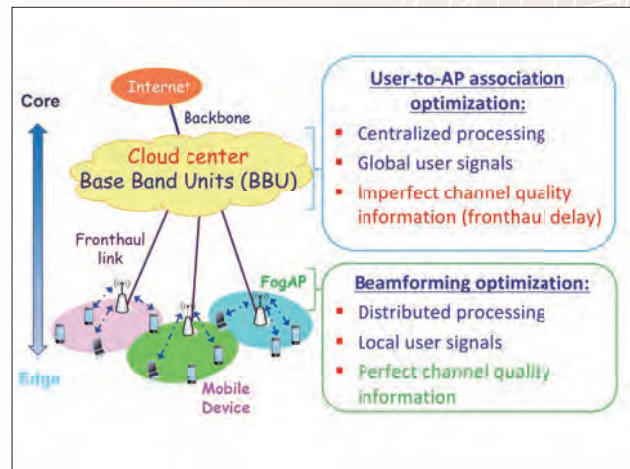 Core
Internet
Backbone
Cloud center
Base Band Units (BBU)
Fronthaul
link
FogAP
Mobile
Device
Edge
User-to-AP association
optimization:
Centralized processing
Global user signals
Imperfect channel quality
information (fronthaul delay)
Beamforming optimization:
Distributed processing
Local user signals
Perfect channel quality
information